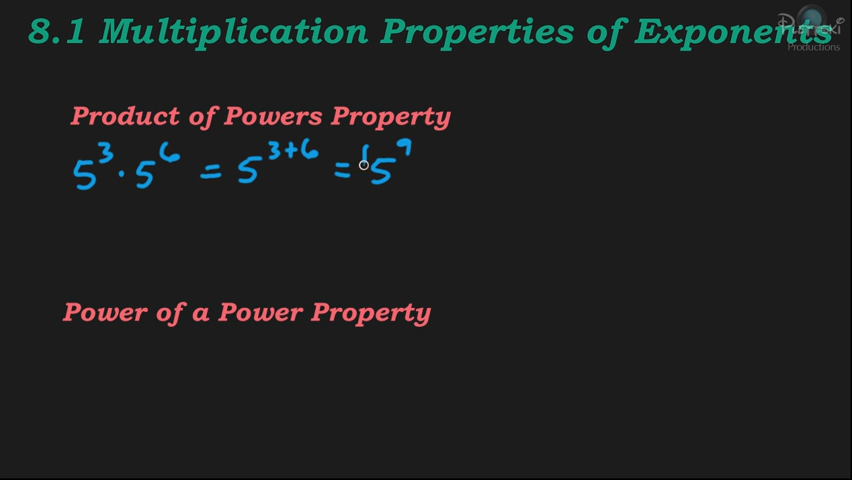 8.1 Multiplication Properties of Exponents
Productions
Product of Powers Property
5³ · 5⁶ = 5³⁺⁶ = 5⁹
Power of a Power Property